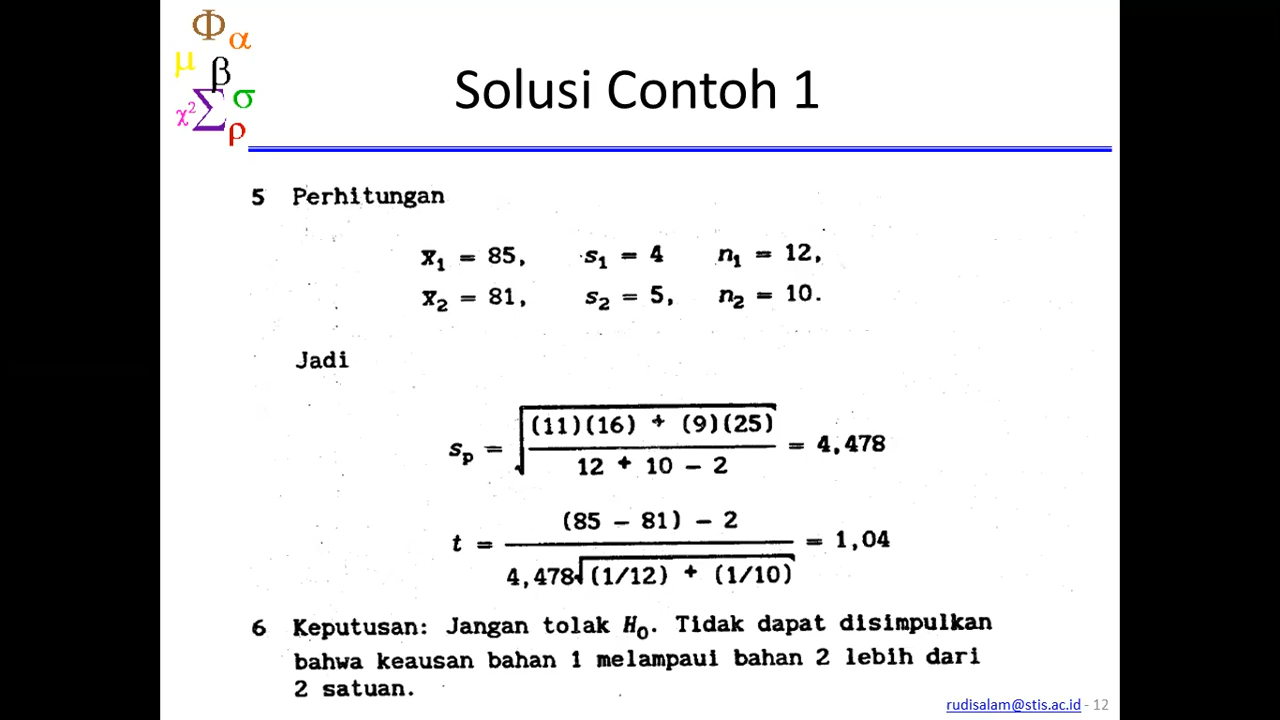 Φ α
μ β
χ² Σ σ
ρ
Solusi Contoh 1
5 Perhitungan
x̄₁ = 85, s₁ = 4 n₁ = 12,
x̄₂ = 81, s₂ = 5, n₂ = 10.
Jadi
sₚ = √((11)(16) + (9)(25) / 12 + 10 − 2) = 4,478
t = (85 − 81) − 2 / 4,478√(1/12) + (1/10) = 1,04
6 Keputusan: Jangan tolak H₀. Tidak dapat disimpulkan
bahwa keausan bahan 1 melampaui bahan 2 lebih dari
2 satuan.
rudisalam@stis.ac.id - 12